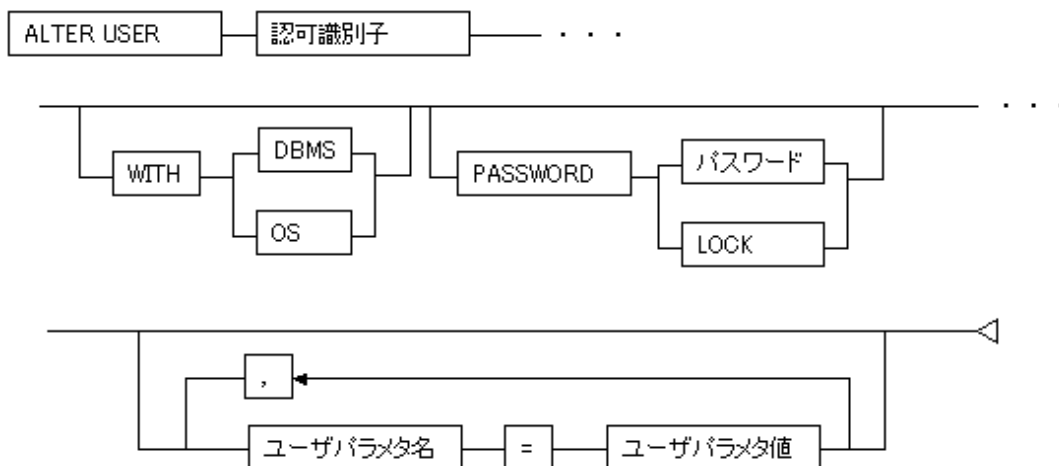 ALTER USER 認可識別子 ・・・
・・・
DBMS
WITH PASSWORD パスワード
OS LOCK
,
ユーザパラメタ名 = ユーザパラメタ値